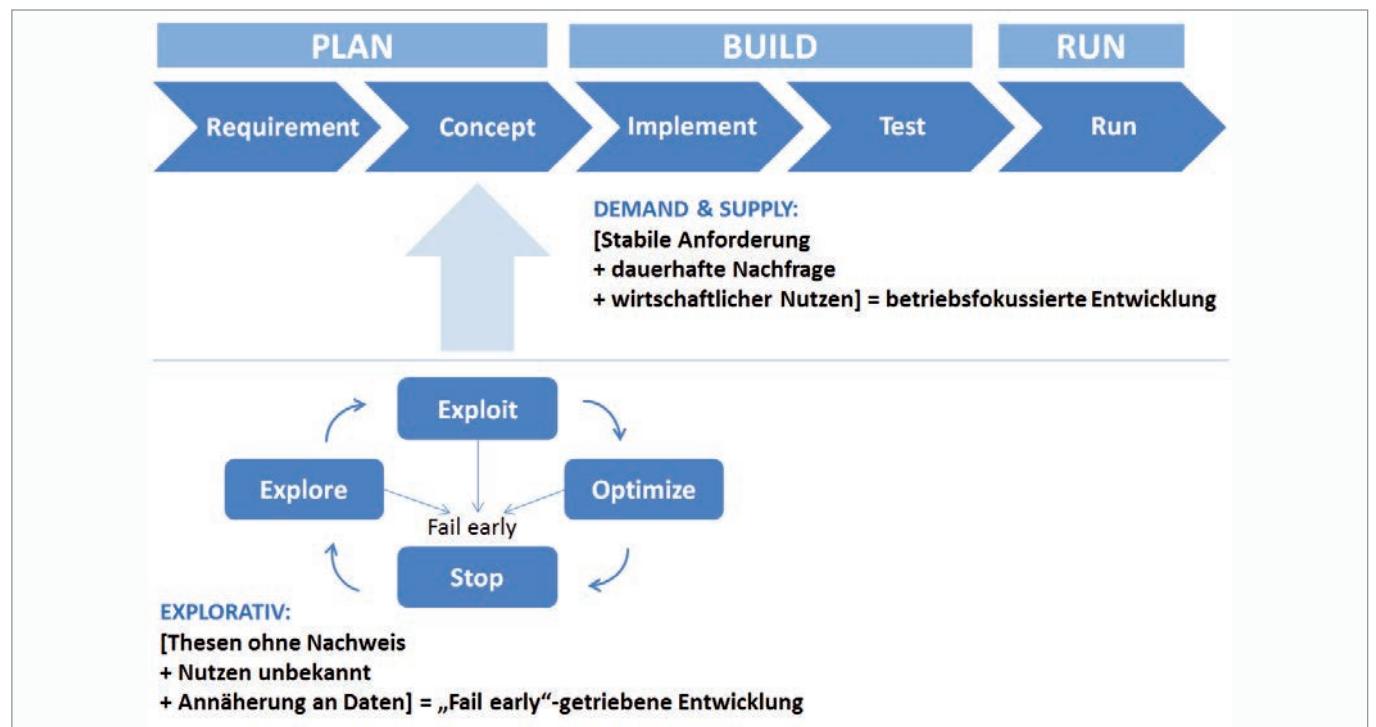 PLAN BUILD RUN
Requirement Concept Implement Test Run
DEMAND & SUPPLY:
[Stabile Anforderung
+ dauerhafte Nachfrage
+ wirtschaftlicher Nutzen] = betriebsfokussierte Entwicklung
Exploit
Explore Optimize
Fail early
Stop
EXPLORATIV:
[Thesen ohne Nachweis
+ Nutzen unbekannt
+ Annäherung an Daten] = „Fail early“-getriebene Entwicklung